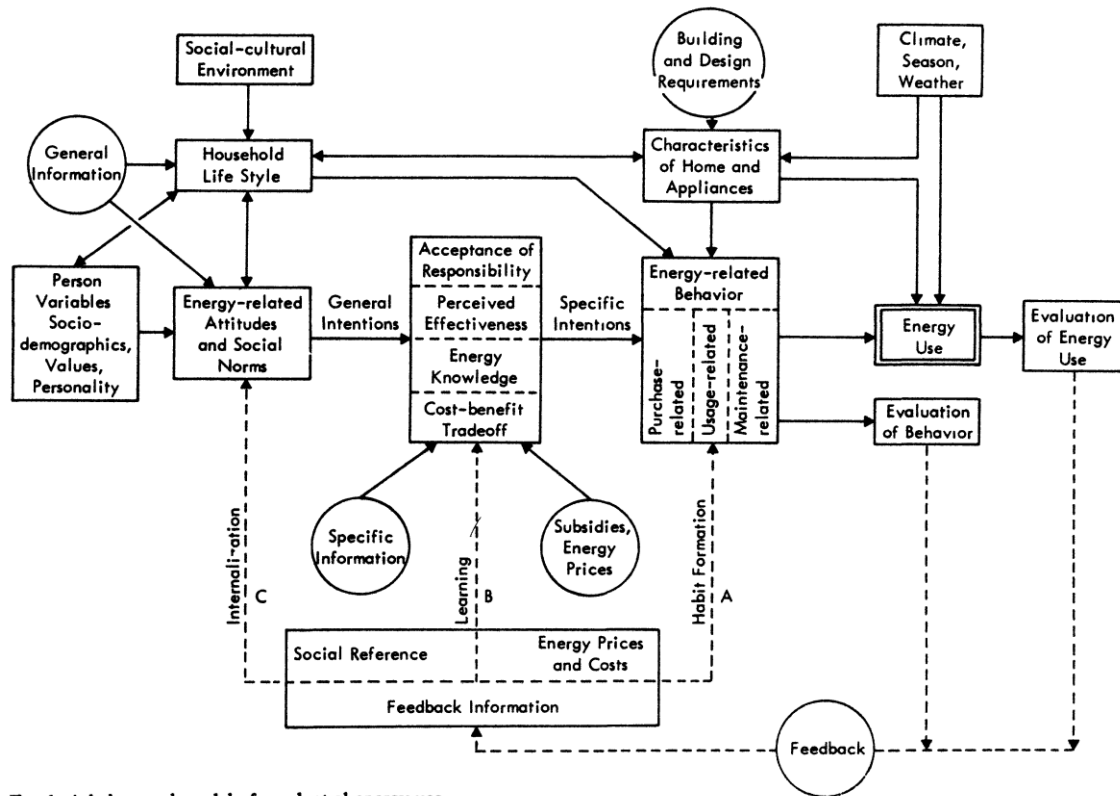 Social-cultural
Environment
Building
and Design
Requirements
Climate,
Season,
Weather
General
Information
Household
Life Style
Characteristics
of Home and
Appliances
Person
Variables
Socio-
demographics,
Values,
Personality
Energy-related
Attitudes
and Social
Norms
General
Intentions
Acceptance of
Responsibility
Perceived
Effectiveness
Energy
Knowledge
Cost-benefit
Tradeoff
Specific
Intentions
Energy-related
Behavior
Purchase-
related
Usage-related
Maintenance-
related
Energy
Use
Evaluation
of Energy
Use
Evaluation
of Behavior
Specific
Information
Subsidies,
Energy
Prices
Internali-ation
C
Learning
B
Habit Formation
A
Social Reference
Energy Prices
and Costs
Feedback Information
Feedback